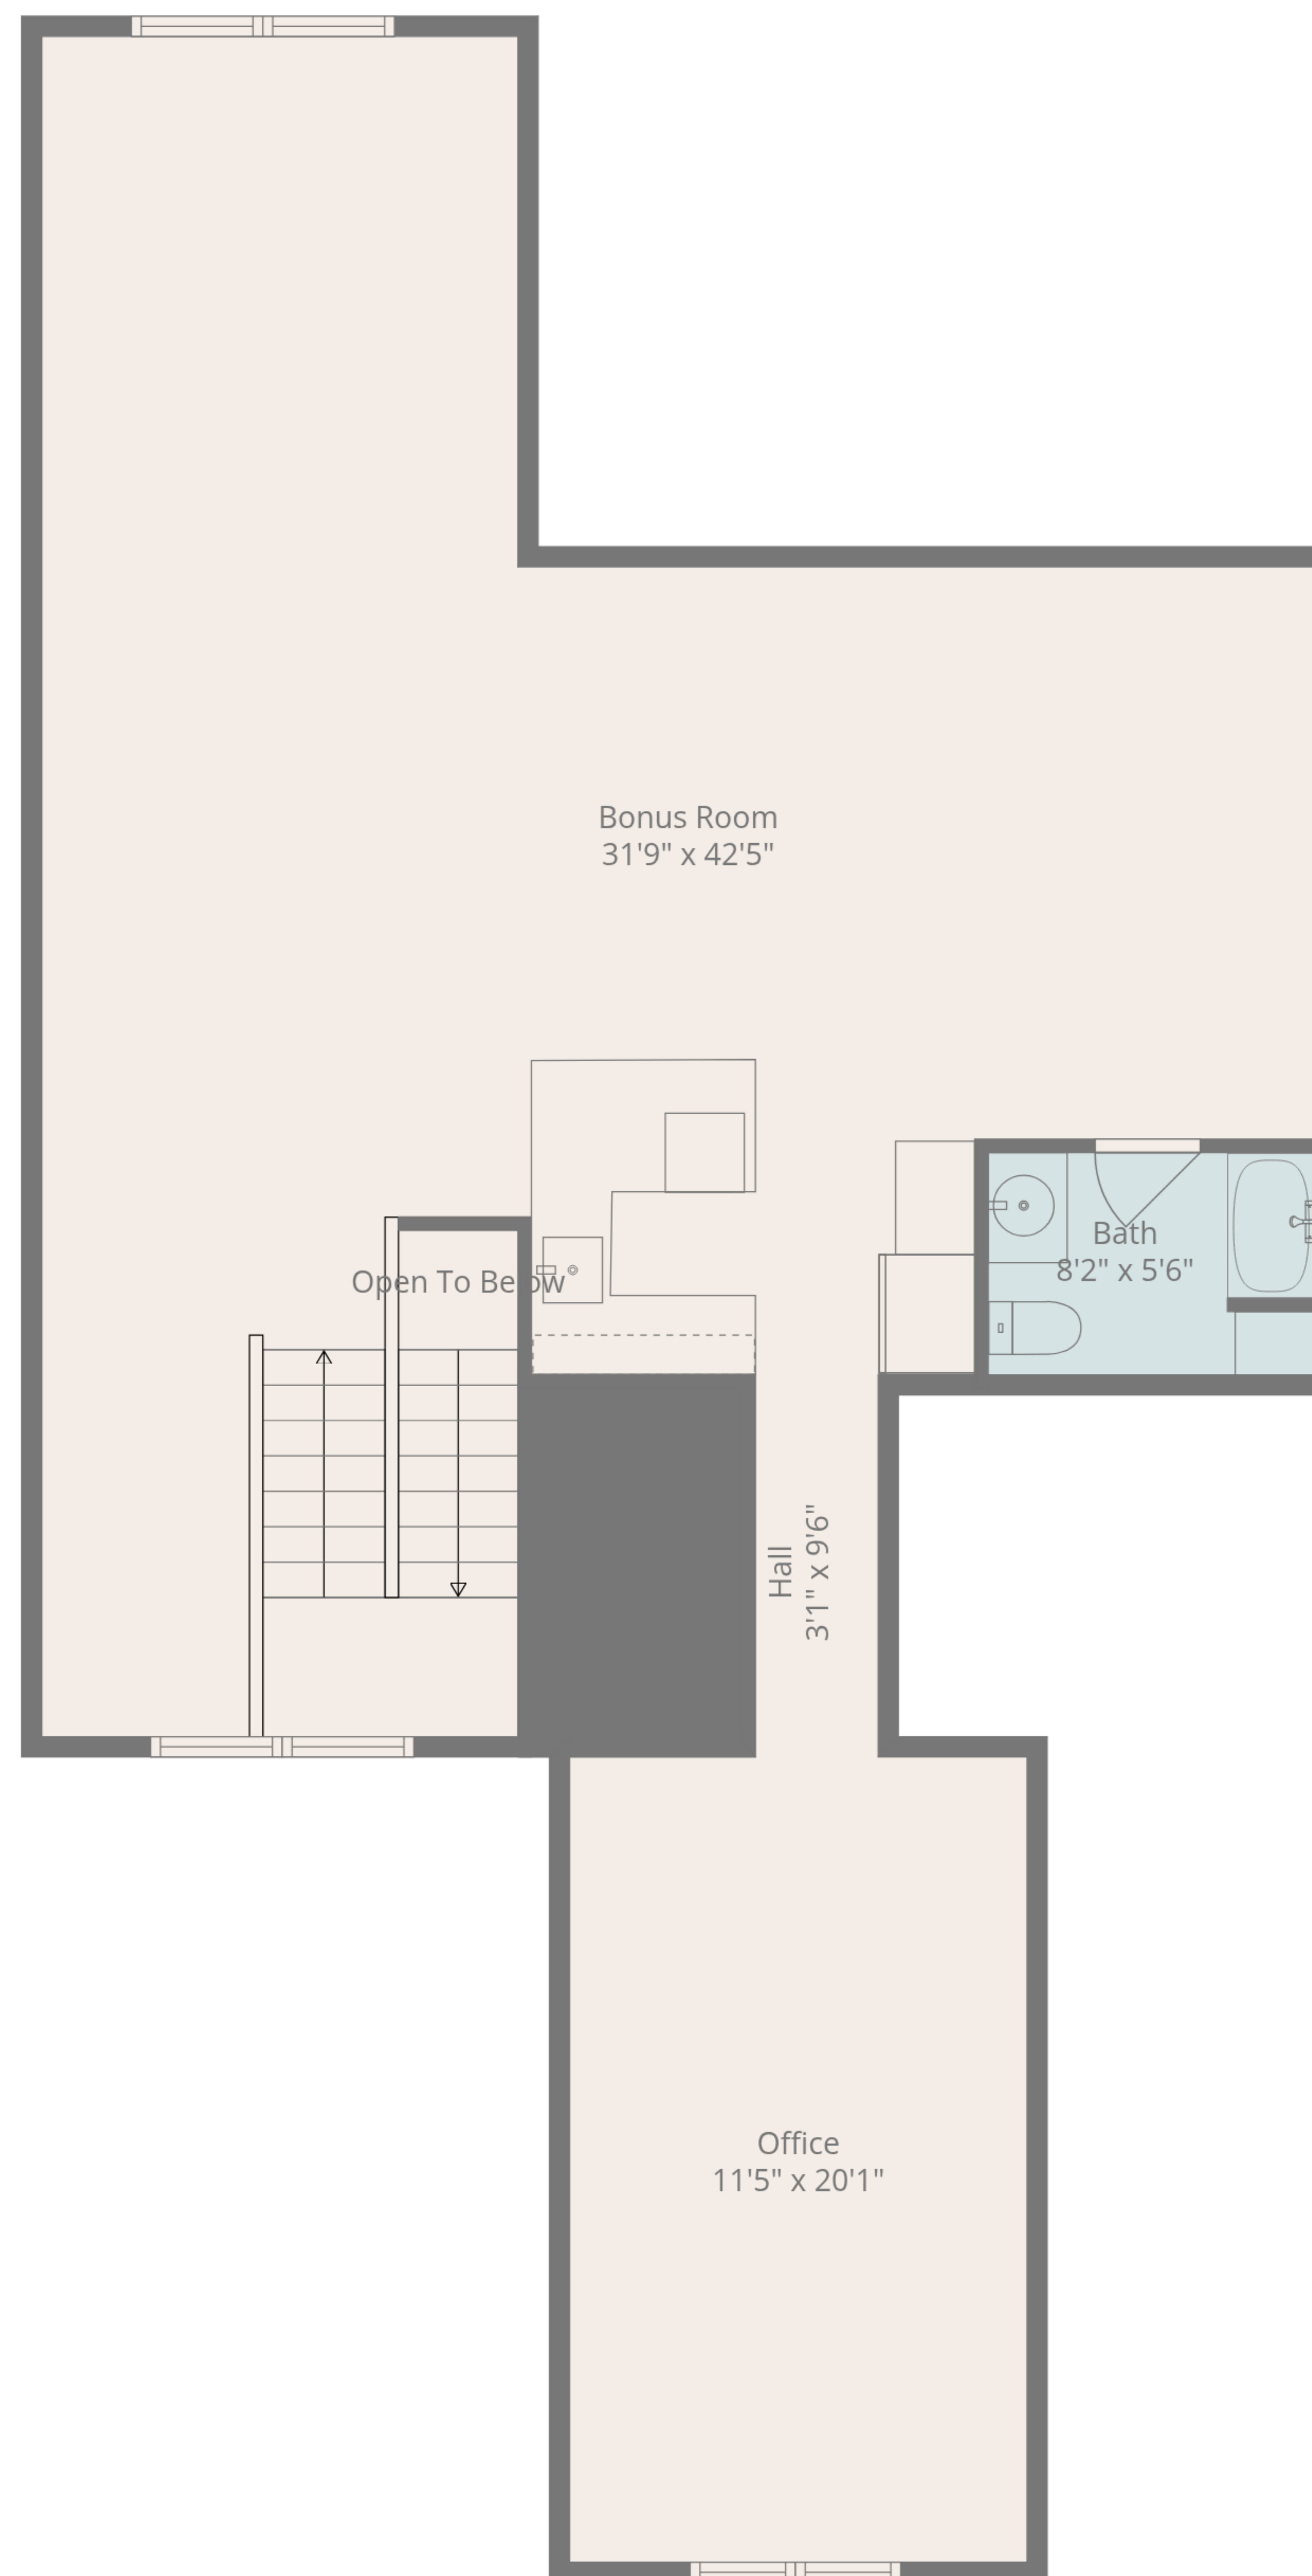 Bonus Room
31'9" x 42'5"
Bath
8'2" x 5'6"
Open To Below
Hall
3'1" x 9'6"
Office
11'5" x 20'1"